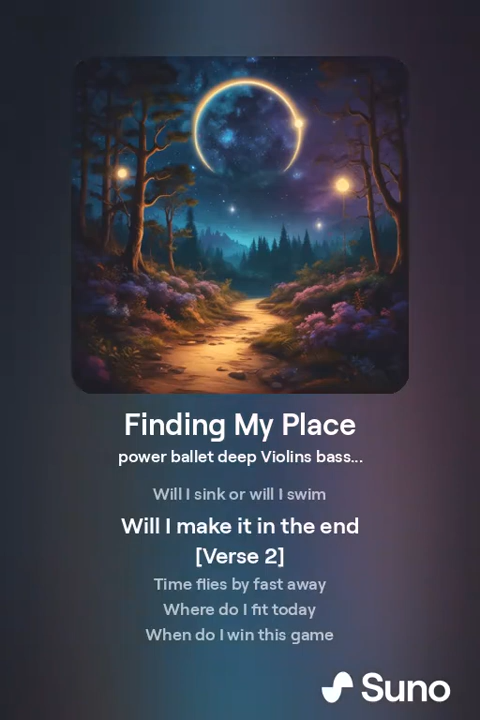 Finding My Place
power ballet deep Violins bass...
Will I sink or will I swim
Will I make it in the end
[Verse 2]
Time flies by fast away
Where do I fit today
When do I win this game
Suno